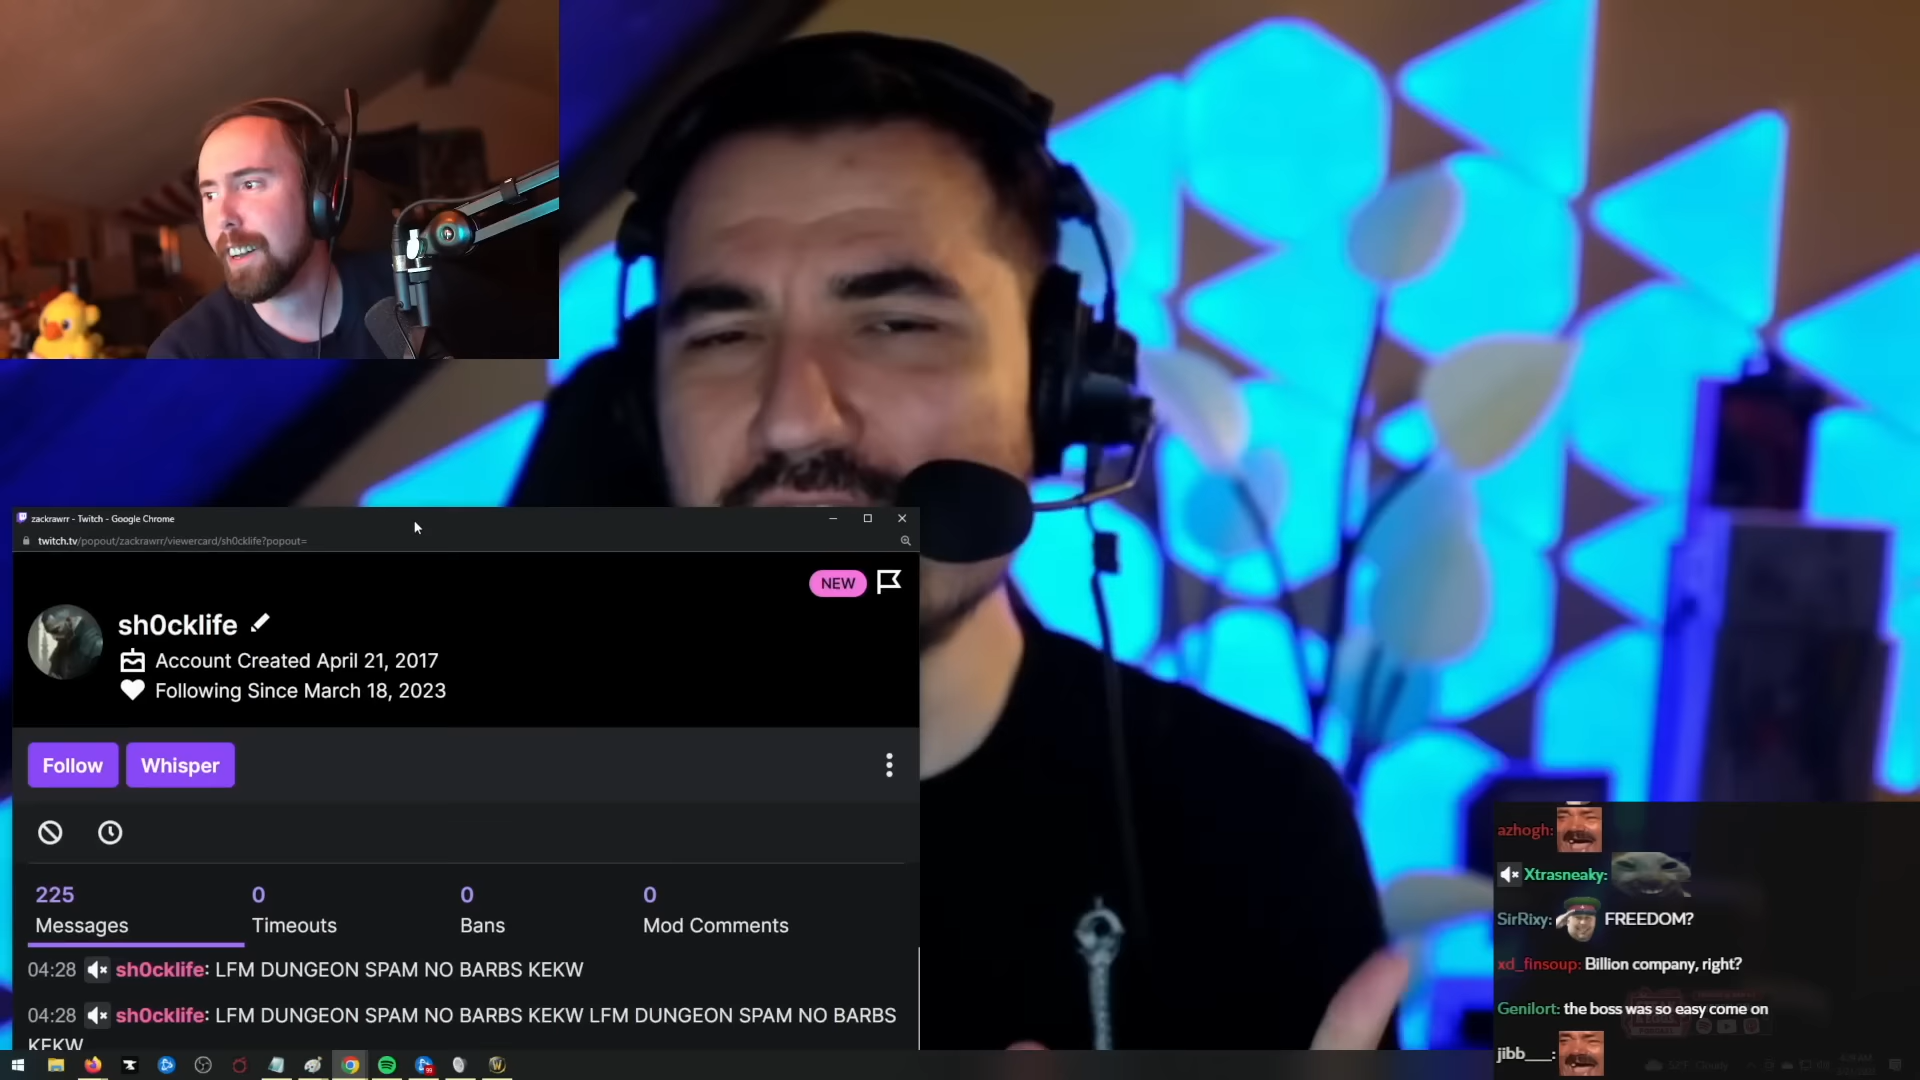 zackrawrr - Twitch - Google Chrome
twitch.tv/popout/zackrawrr/viewercard/sh0cklife?popout=
NEW
sh0cklife
Account Created April 21, 2017
Following Since March 18, 2023
Follow
Whisper
225
0
0
0
Messages
Timeouts
Bans
Mod Comments
04:28 sh0cklife: LFM DUNGEON SPAM NO BARBS KEKW
04:28 sh0cklife: LFM DUNGEON SPAM NO BARBS KEKW LFM DUNGEON SPAM NO BARBS
KEKW
azhogh:
Xtrasneaky:
SirRixy: FREEDOM?
xd_finsoup: Billion company, right?
Genilort: the boss was so easy come on
jibb___:
99